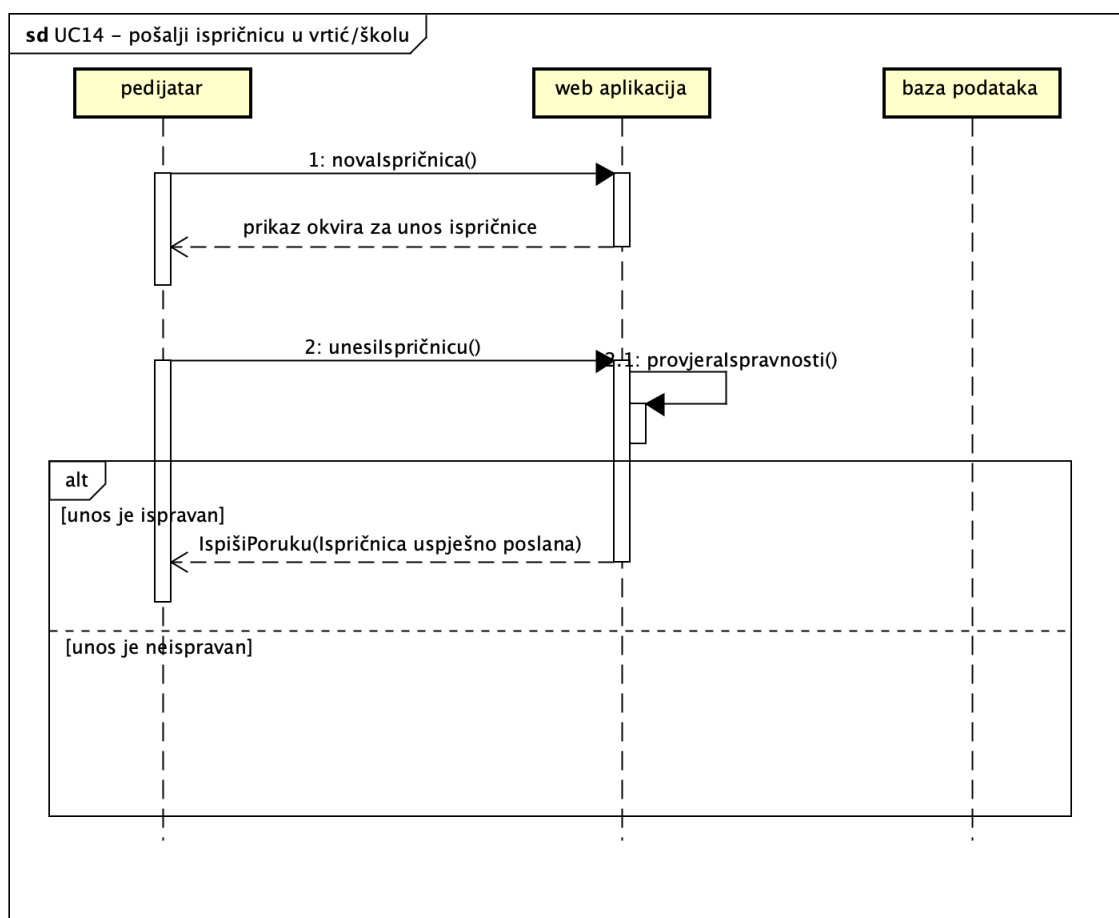 sd UC14 – pošalji ispričnicu u vrtić/školu
pedijatar
web aplikacija
baza podataka
1: novaIspričnica()
prikaz okvira za unos ispričnice
2: unesiIspričnicu()
2.1: provjeraIspravnosti()
alt
[unos je ispravan]
IspišiPoruku(Ispričnica uspješno poslana)
[unos je neispravan]